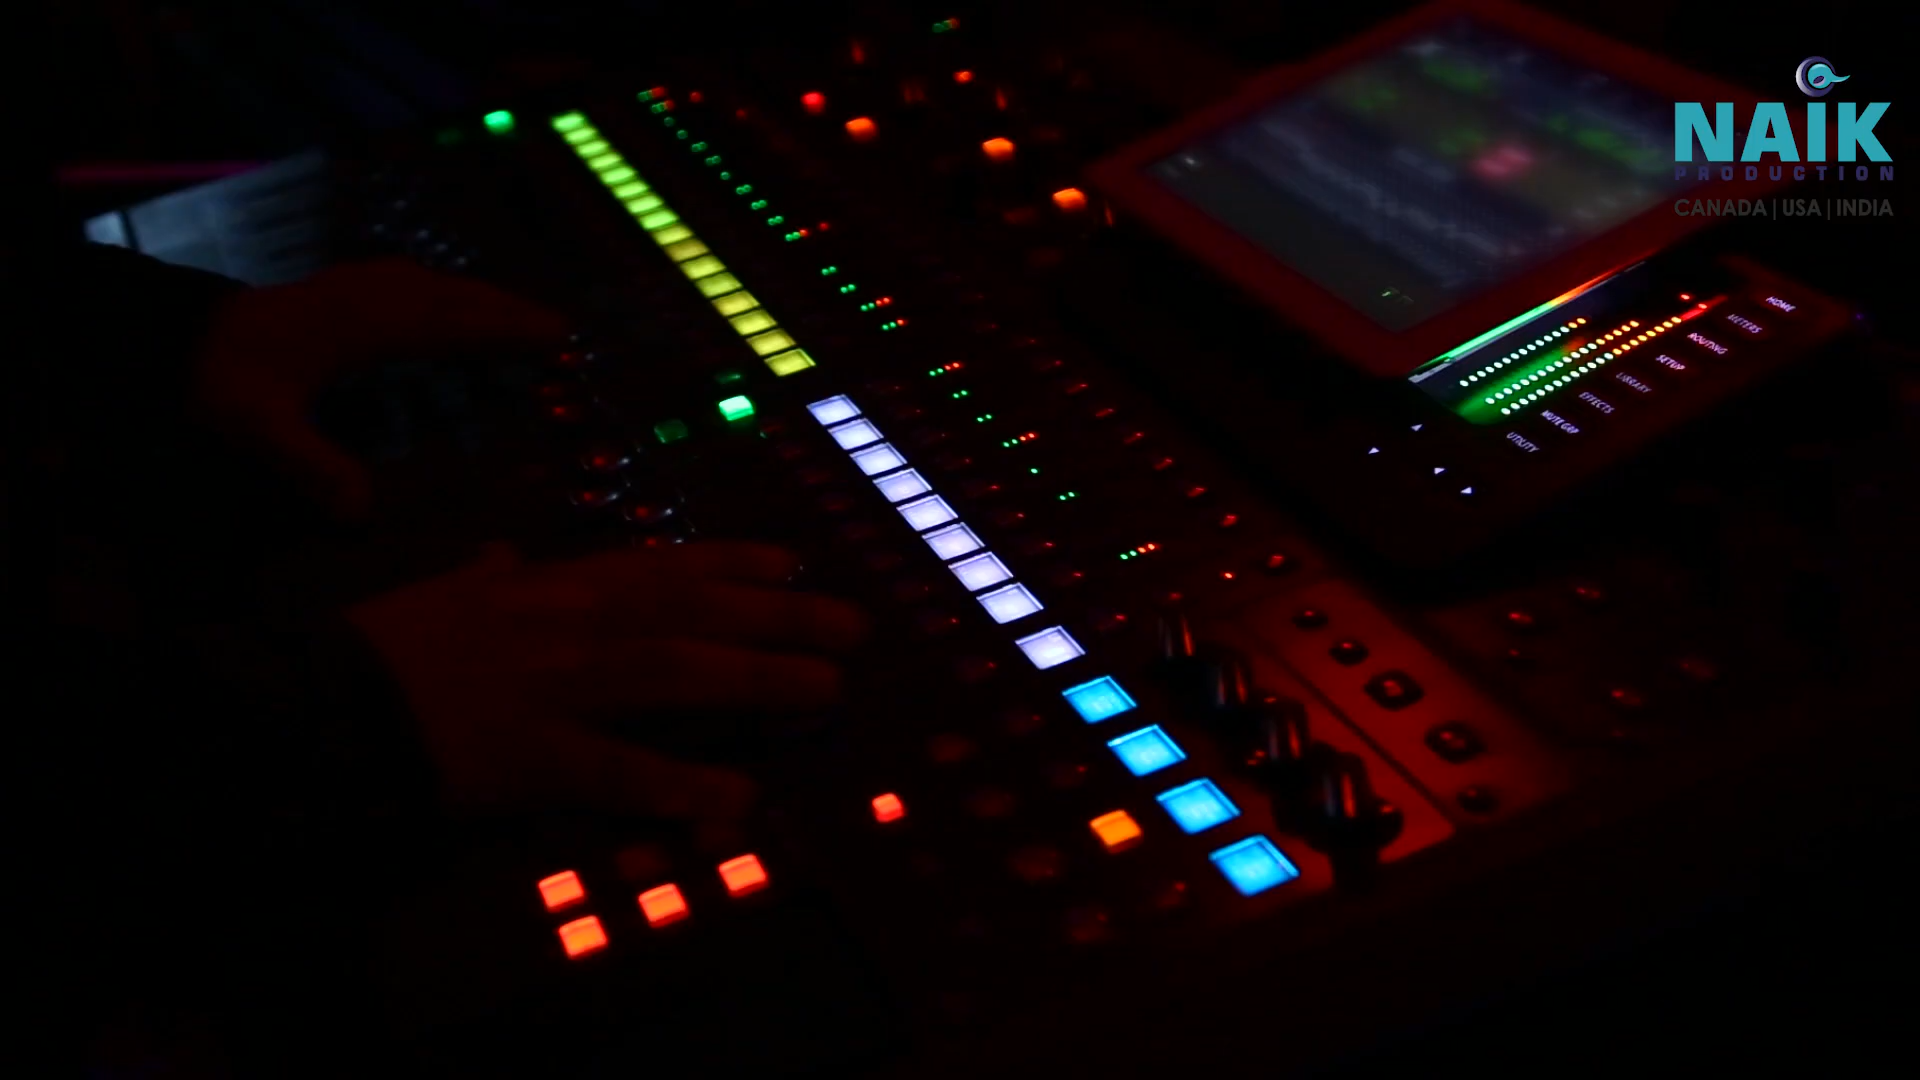 NAIK
PRODUCTION
CANADA|USA|INDIA
HOME
METERS
ROUTING
SETUP
LIBRARY
EFFECTS
MUTE GRP
UTILITY